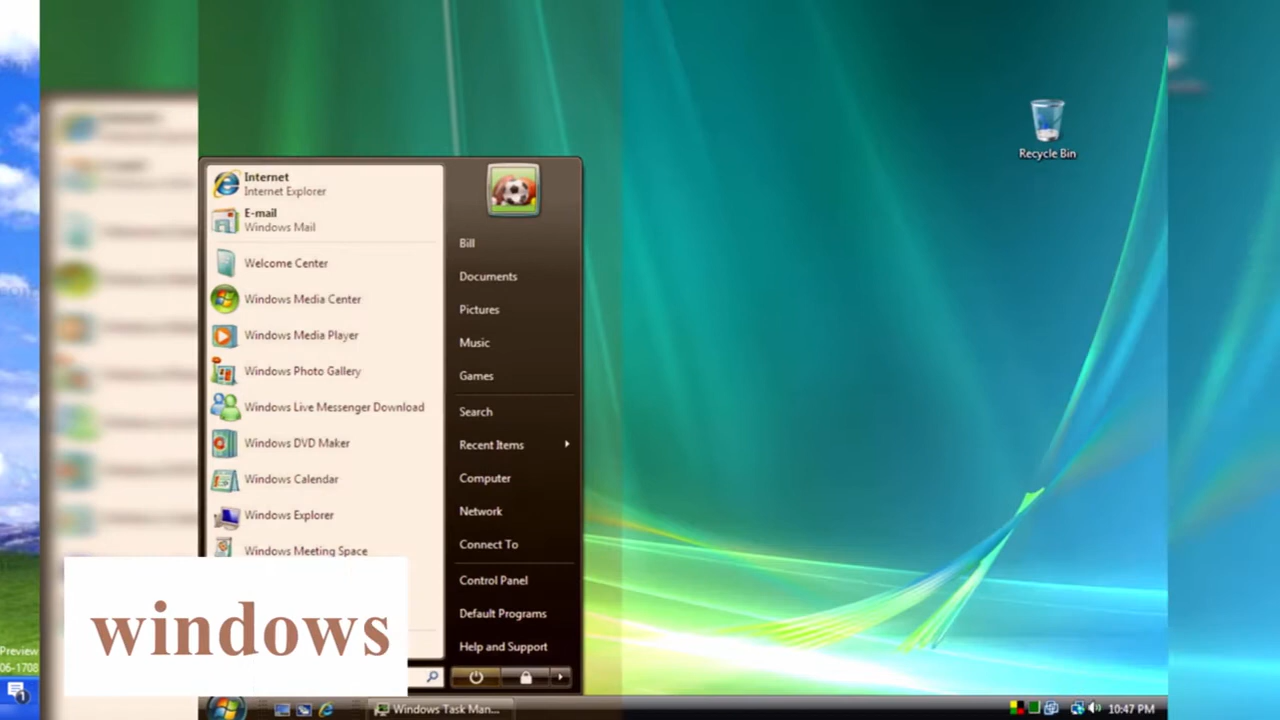 Recycle Bin
Internet
Internet Explorer
E-mail
Windows Mail
Welcome Center
Windows Media Center
Windows Media Player
Windows Photo Gallery
Windows Live Messenger Download
Windows DVD Maker
Windows Calendar
Windows Explorer
Windows Meeting Space
Bill
Documents
Pictures
Music
Games
Search
Recent Items
Computer
Network
Connect To
Control Panel
Default Programs
Help and Support
windows
Preview
06-1708
1
Windows Task Man...
10:47 PM